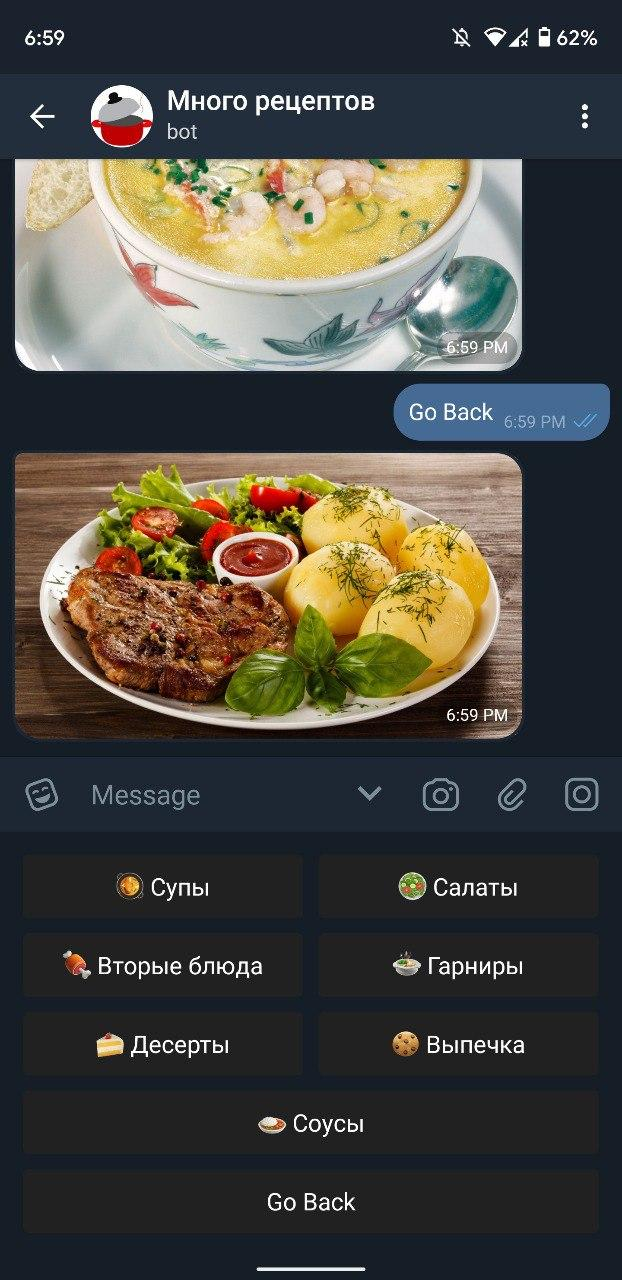 6:59
62%
Много рецептов
bot
6:59 PM
Go Back 6:59 PM
6:59 PM
Message
Супы
Салаты
Вторые блюда
Гарниры
Десерты
Выпечка
Соусы
Go Back